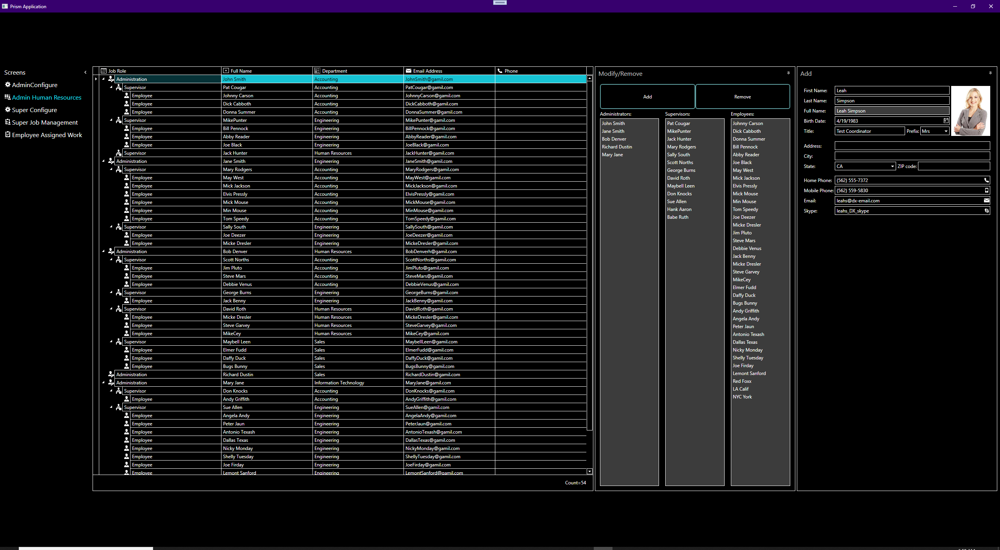 Prism Application
Screens
AdminConfigure
Admin Human Resources
Super Configure
Super Job Management
Employee Assigned Work
Job Role Full Name Department Email Address Phone
Administration John Smith Accounting JohnSmith@gamil.com
Supervisor Pat Cougar Accounting PatCougar@gamil.com
Employee Johnny Carson Accounting JohnnyCarson@gamil.com
Employee Dick Cabboth Accounting DickCabboth@gamil.com
Employee Donna Summer Accounting DonnaSummer@gamil.com
Supervisor MikePunter Engineering MikePunter@gamil.com
Employee Bill Pennock Engineering BillPennock@gamil.com
Employee Abby Reader Engineering AbbyReader@gamil.com
Employee Joe Black Engineering JoeBlack@gamil.com
Supervisor Jack Hunter Human Resources JackHunter@gamil.com
Administration Jane Smith Engineering JaneSmith@gamil.com
Supervisor Mary Rodgers Accounting MaryRodgers@gamil.com
Employee May West Accounting MayWest@gamil.com
Employee Mick Jackson Accounting MickJackson@gamil.com
Employee Elvis Pressly Accounting ElvisPressly@gamil.com
Employee Mick Mouse Accounting MickMouse@gamil.com
Employee Min Mouse Accounting MinMouse@gamil.com
Employee Tom Speedy Accounting TomSpeedy@gamil.com
Supervisor Sally South Engineering SallySouth@gamil.com
Employee Joe Deezer Engineering JoeDeezer@gamil.com
Employee Micke Dresler Engineering MickeDresler@gamil.com
Administration Bob Denver Human Resources BobDenverh@gamil.com
Supervisor Scott Norths Accounting ScottNorths@gamil.com
Employee Jim Pluto Accounting JimPluto@gamil.com
Employee Steve Mars Accounting SteveMars@gamil.com
Employee Debbie Venus Accounting DebbieVenus@gamil.com
Supervisor George Burns Engineering GeorgeBurns@gamil.com
Employee Jack Benny Engineering JackBenny@gamil.com
Supervisor David Roth Human Resources DavidRoth@gamil.com
Employee Micke Dresler Human Resources MickeDresler@gamil.com
Employee Steve Garvey Human Resources SteveGarvey@gamil.com
Employee MikeCey Human Resources MikeCey@gamil.com
Supervisor Maybell Leen Sales MaybellLeen@gamil.com
Employee Elmer Fudd Sales ElmerFudd@gamil.com
Employee Daffy Duck Sales DaffyDuck@gamil.com
Employee Bugs Bunny Sales BugsBunny@gamil.com
Administration Richard Dustin Sales RichardDustin@gamil.com
Administration Mary Jane Information Technology MaryJane@gamil.com
Supervisor Don Knocks Accounting DonKnocks@gamil.com
Employee Andy Griffith Accounting AndyGriffith@gamil.com
Supervisor Sue Allen Engineering SueAllen@gamil.com
Employee Angela Andy Engineering AngelaAndy@gamil.com
Employee Peter Jaun Engineering PeterJaun@gamil.com
Employee Antonio Texash Engineering AntonioTexash@gamil.com
Employee Dallas Texas Engineering DallasTexas@gamil.com
Employee Nicky Monday Engineering NickyMonday@gamil.com
Employee Shelly Tuesday Engineering ShellyTuesday@gamil.com
Employee Joe Firday Engineering JoeFirday@gamil.com
Employee Lemont Sanford Engineering LemontSanford@gamil.com
Count=54
Modify/Remove
Add Remove
Administrators:
John Smith
Jane Smith
Bob Denver
Richard Dustin
Mary Jane
Supervisors:
Pat Cougar
MikePunter
Jack Hunter
Mary Rodgers
Sally South
Scott Norths
George Burns
David Roth
Maybell Leen
Don Knocks
Sue Allen
Hank Aaron
Babe Ruth
Employees:
Johnny Carson
Dick Cabboth
Donna Summer
Bill Pennock
Abby Reader
Joe Black
May West
Mick Jackson
Elvis Pressly
Mick Mouse
Min Mouse
Tom Speedy
Joe Deezer
Micke Dresler
Jim Pluto
Steve Mars
Debbie Venus
Jack Benny
Micke Dresler
Steve Garvey
MikeCey
Elmer Fudd
Daffy Duck
Bugs Bunny
Andy Griffith
Angela Andy
Peter Jaun
Antonio Texash
Dallas Texas
Nicky Monday
Shelly Tuesday
Joe Firday
Lemont Sanford
Red Foxx
LA Calif
NYC York
Add
First Name: Leah
Last Name: Simpson
Full Name: Leah Simpson
Birth Date: 4/19/1983
Title: Test Coordinator Prefix: Mrs
Address:
City:
State: CA ZIP code:
Home Phone: (562) 555-7372
Mobile Phone: (562) 559-5830
Email: leahs@dx-email.com
Skype: leahs_DX_skype